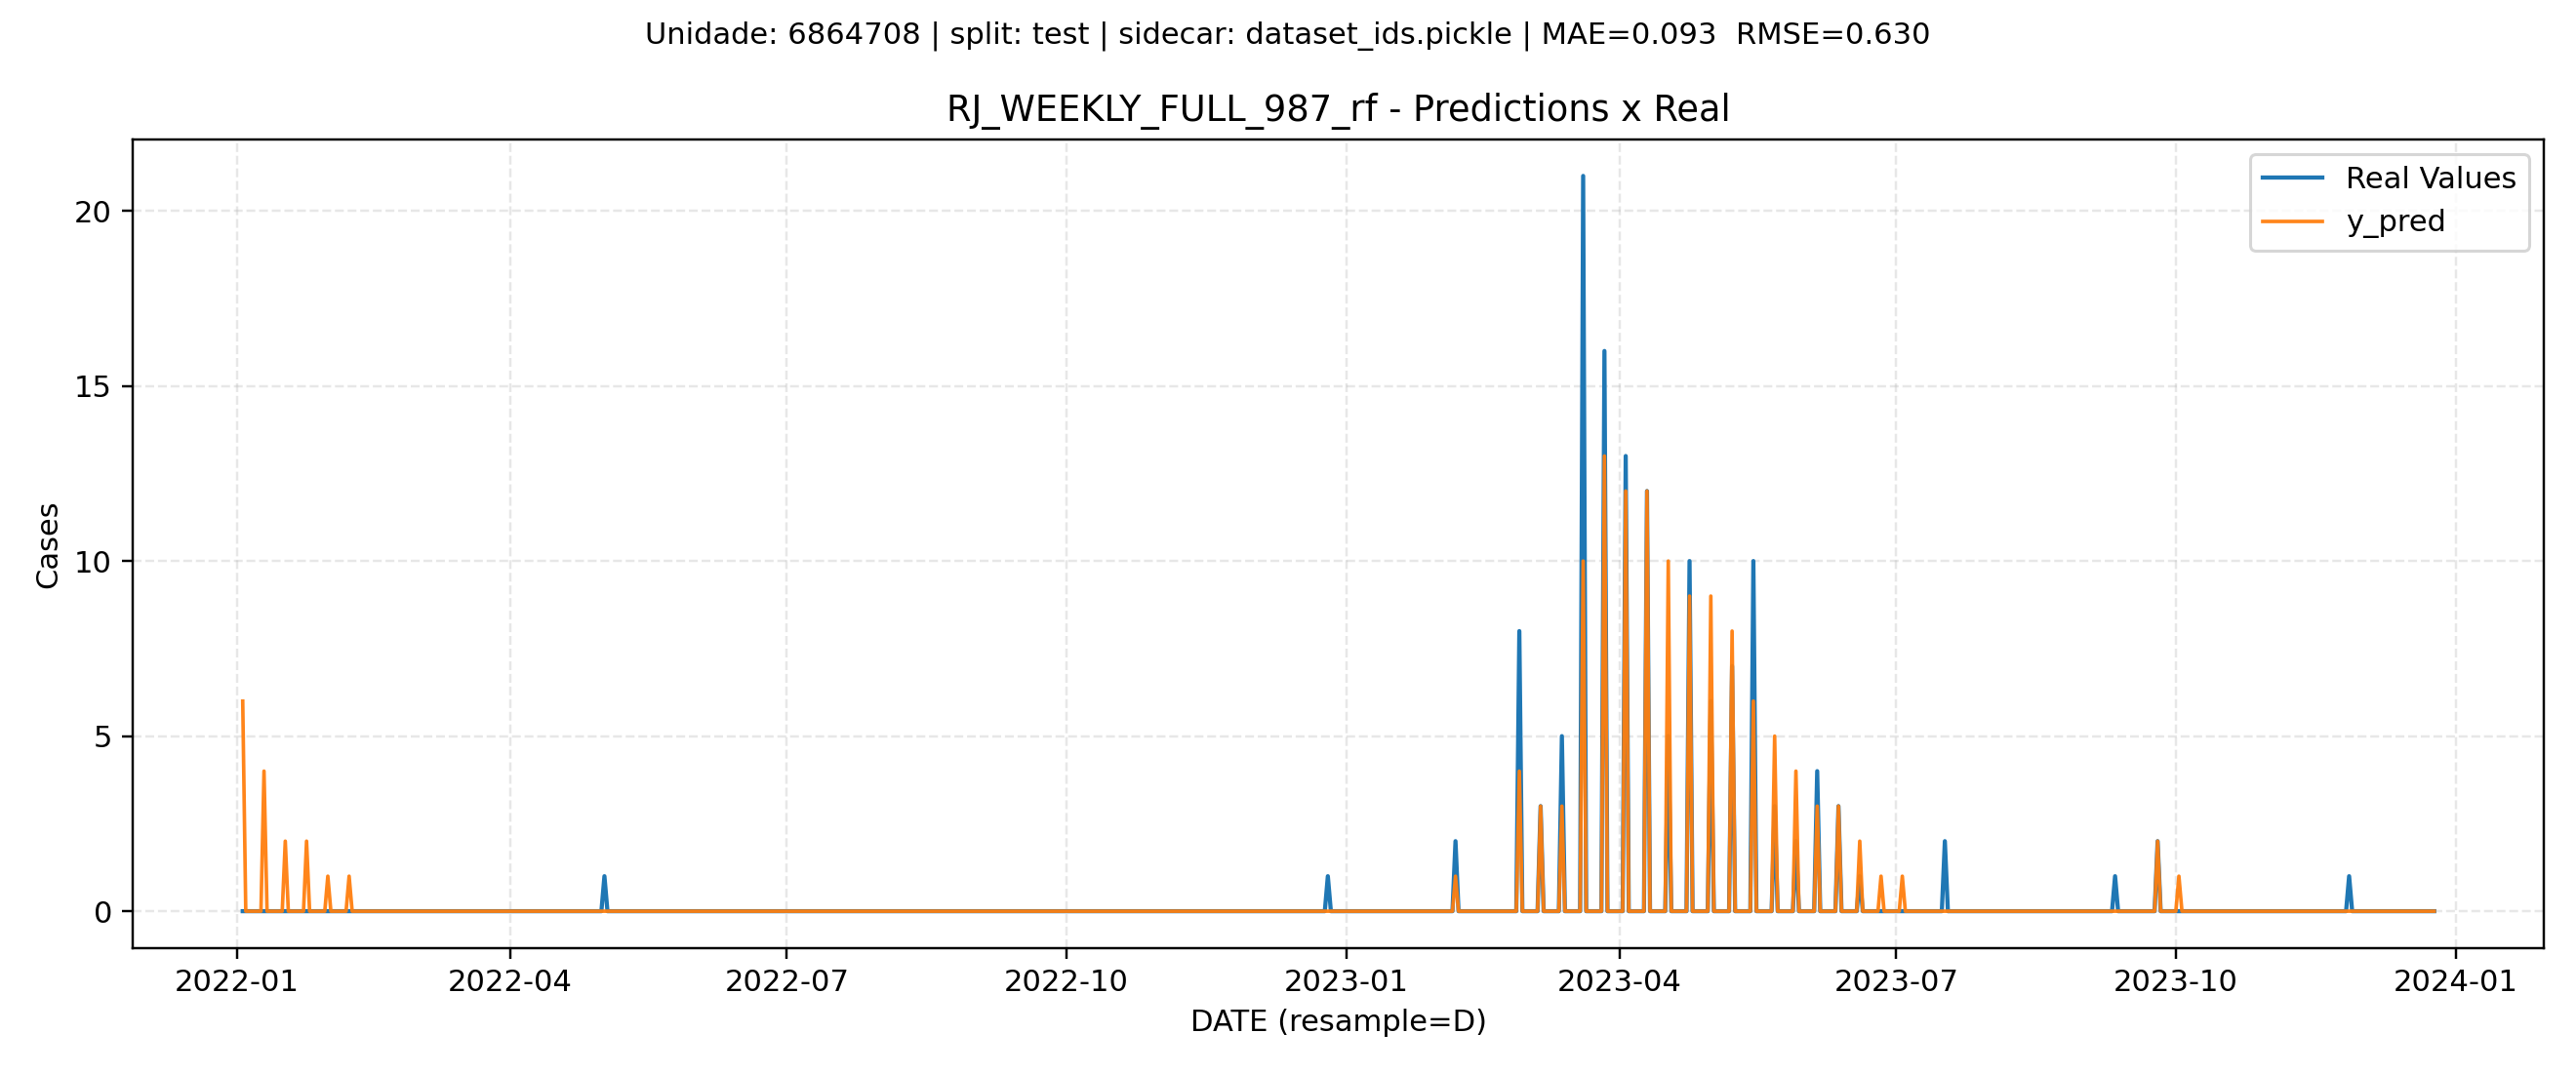 Unidade: 6864708 | split: test | sidecar: dataset_ids.pickle | MAE=0.093  RMSE=0.630
RJ_WEEKLY_FULL_987_rf - Predictions x Real
Real Values
y_pred
20
15
10
5
0
Cases
2022-01
2022-04
2022-07
2022-10
2023-01
2023-04
2023-07
2023-10
2024-01
DATE (resample=D)